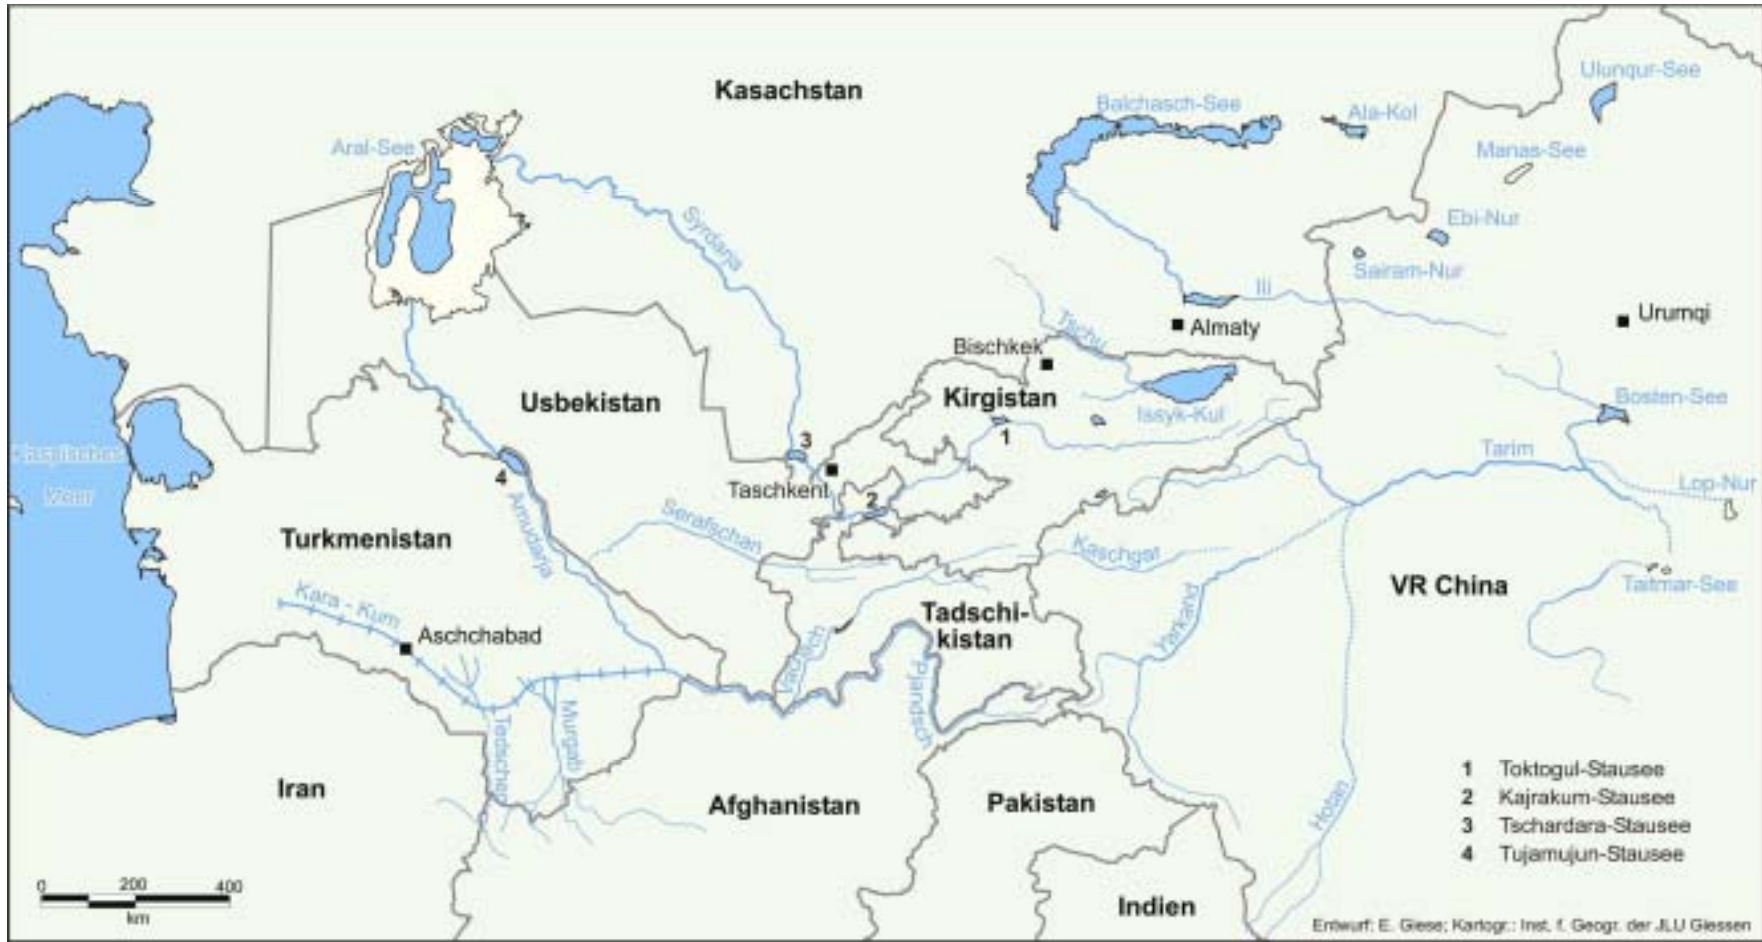 Ulunqur-See
Kasachstan
Balchasch-See
Ala-Kol
Aral-See
Manas-See
Syrdarja
Ebi-Nur
Sairam-Nur
Ili
Urumqi
Tschu
Almaty
Bischkek
Kirgistan
Usbekistan
Issyk-Kul
Bosten-See
1
3
Kaspisches
Meer
4
Taschkent
2
Tarim
Lop-Nur
Amudarja
Serafschan
Turkmenistan
Kaschgar
VR China
Taitmar-See
Kara - Kum
Aschchabad
Tadschi-
kistan
Yarkand
Vachsch
Pjandsch
Tedschen
Murgab
Iran
Afghanistan
Pakistan
Hotan
1 Toktogul-Stausee
2 Kajrakum-Stausee
3 Tschardara-Stausee
4 Tujamujun-Stausee
0 200 400
km
Indien
Entwurf: E. Giese; Kartogr.: Inst. f. Geogr. der JLU Giessen